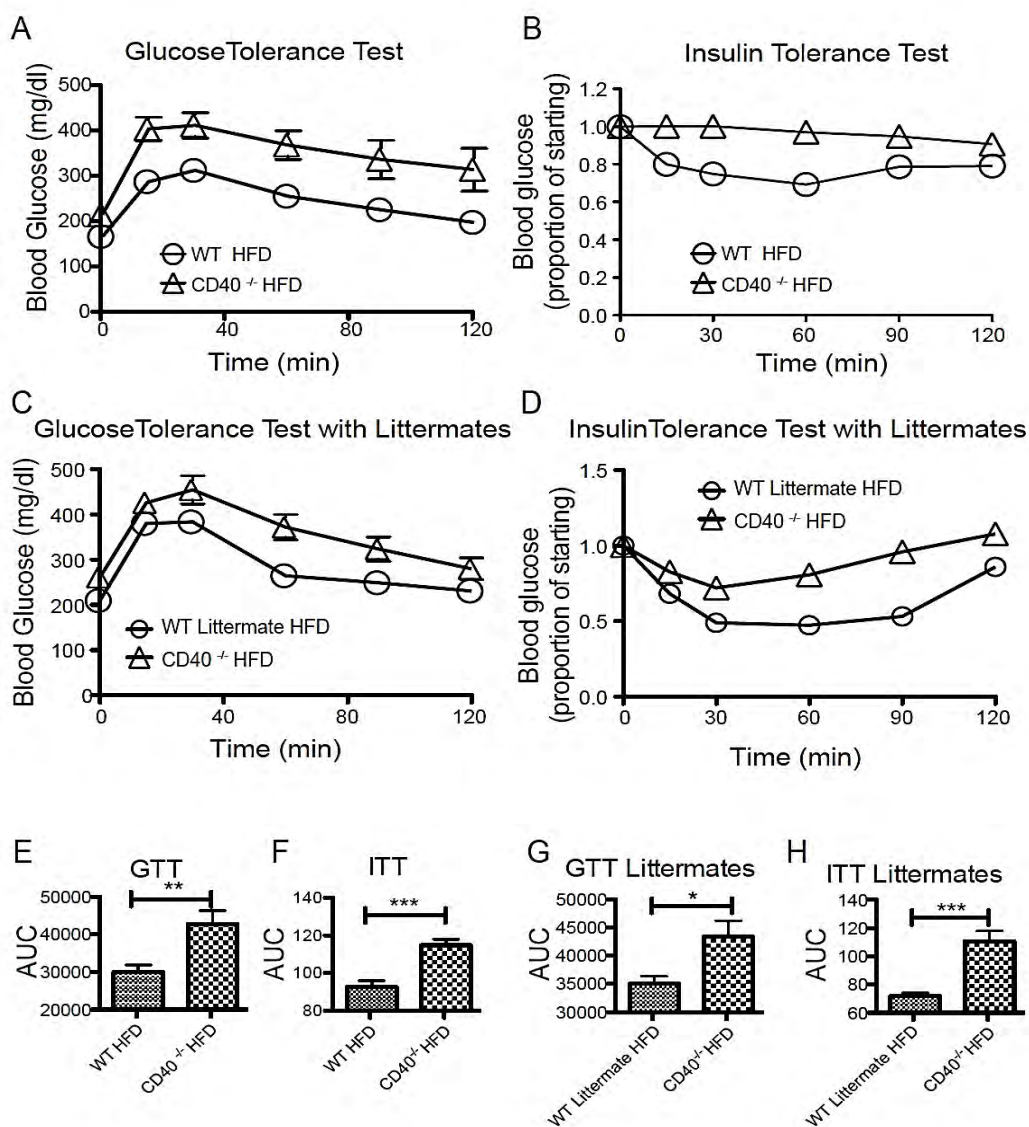 A
GlucoseTolerance Test
Blood Glucose (mg/dl)
500
400
300
200
100
0
0 40 80 120
Time (min)
WT HFD
CD40 -/- HFD
B
Insulin Tolerance Test
Blood glucose
(proportion of starting)
1.2
1.0
0.8
0.6
0.4
0.2
0.0
0 30 60 90 120
Time (min)
WT HFD
CD40 -/- HFD
C
GlucoseTolerance Test with Littermates
Blood Glucose (mg/dl)
500
400
300
200
100
0
0 40 80 120
Time (min)
WT Littermate HFD
CD40 -/- HFD
D
InsulinTolerance Test with Littermates
Blood glucose
(proportion of starting)
1.5
1.0
0.5
0.0
0 30 60 90 120
Time (min)
WT Littermate HFD
CD40 -/- HFD
E
GTT
**
AUC
50000
40000
30000
20000
WT HFD
CD40-/- HFD
F
ITT
***
AUC
140
120
100
80
WT HFD
CD40-/- HFD
G
GTT Littermates
*
AUC
50000
45000
40000
35000
30000
WT Littermate HFD
CD40-/- HFD
H
ITT Littermates
***
AUC
140
120
100
80
60
WT Littermate HFD
CD40-/- HFD